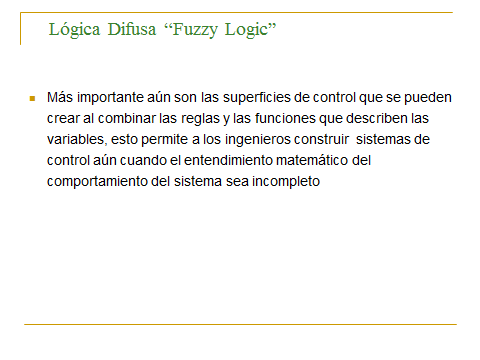 Lógica Difusa “Fuzzy Logic”
Más importante aún son las superficies de control que se pueden
crear al combinar las reglas y las funciones que describen las
variables, esto permite a los ingenieros construir sistemas de
control aún cuando el entendimiento matemático del
comportamiento del sistema sea incompleto